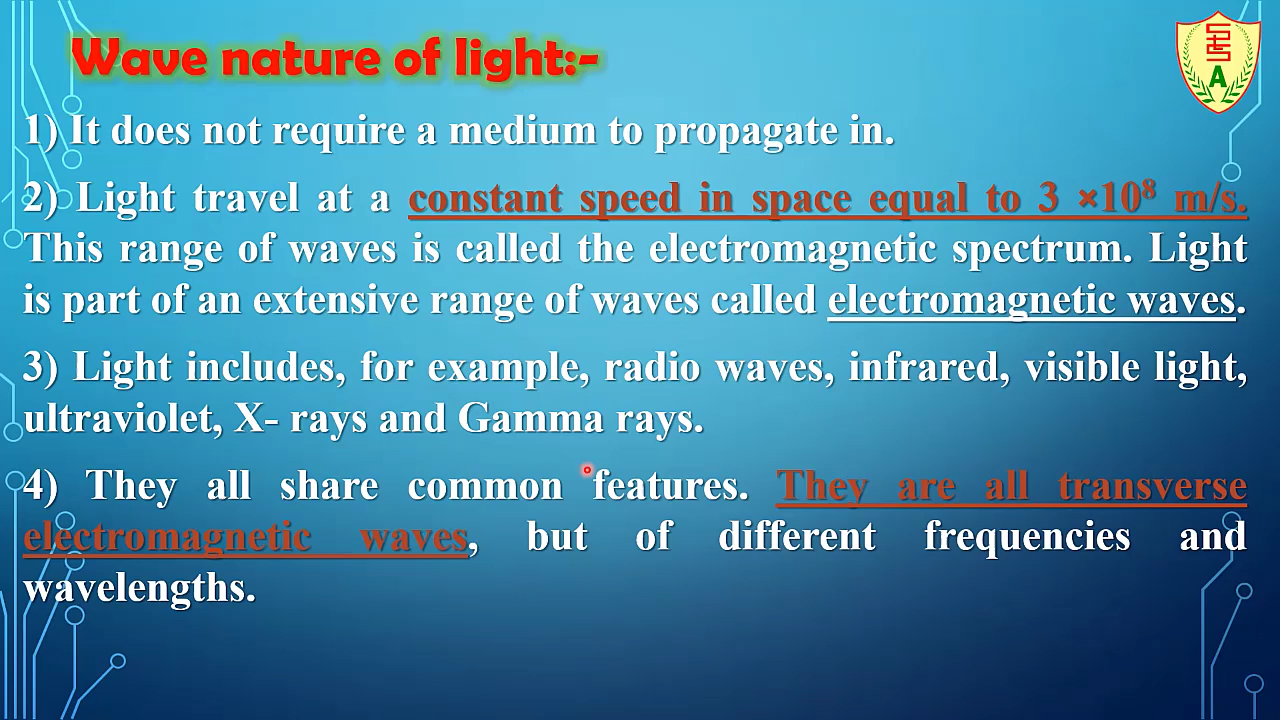 Wave nature of light:-
1) It does not require a medium to propagate in.
2) Light travel at a constant speed in space equal to 3 ×10⁸ m/s.
This range of waves is called the electromagnetic spectrum. Light
is part of an extensive range of waves called electromagnetic waves.
3) Light includes, for example, radio waves, infrared, visible light,
ultraviolet, X- rays and Gamma rays.
4) They all share common features. They are all transverse
electromagnetic waves, but of different frequencies and
wavelengths.